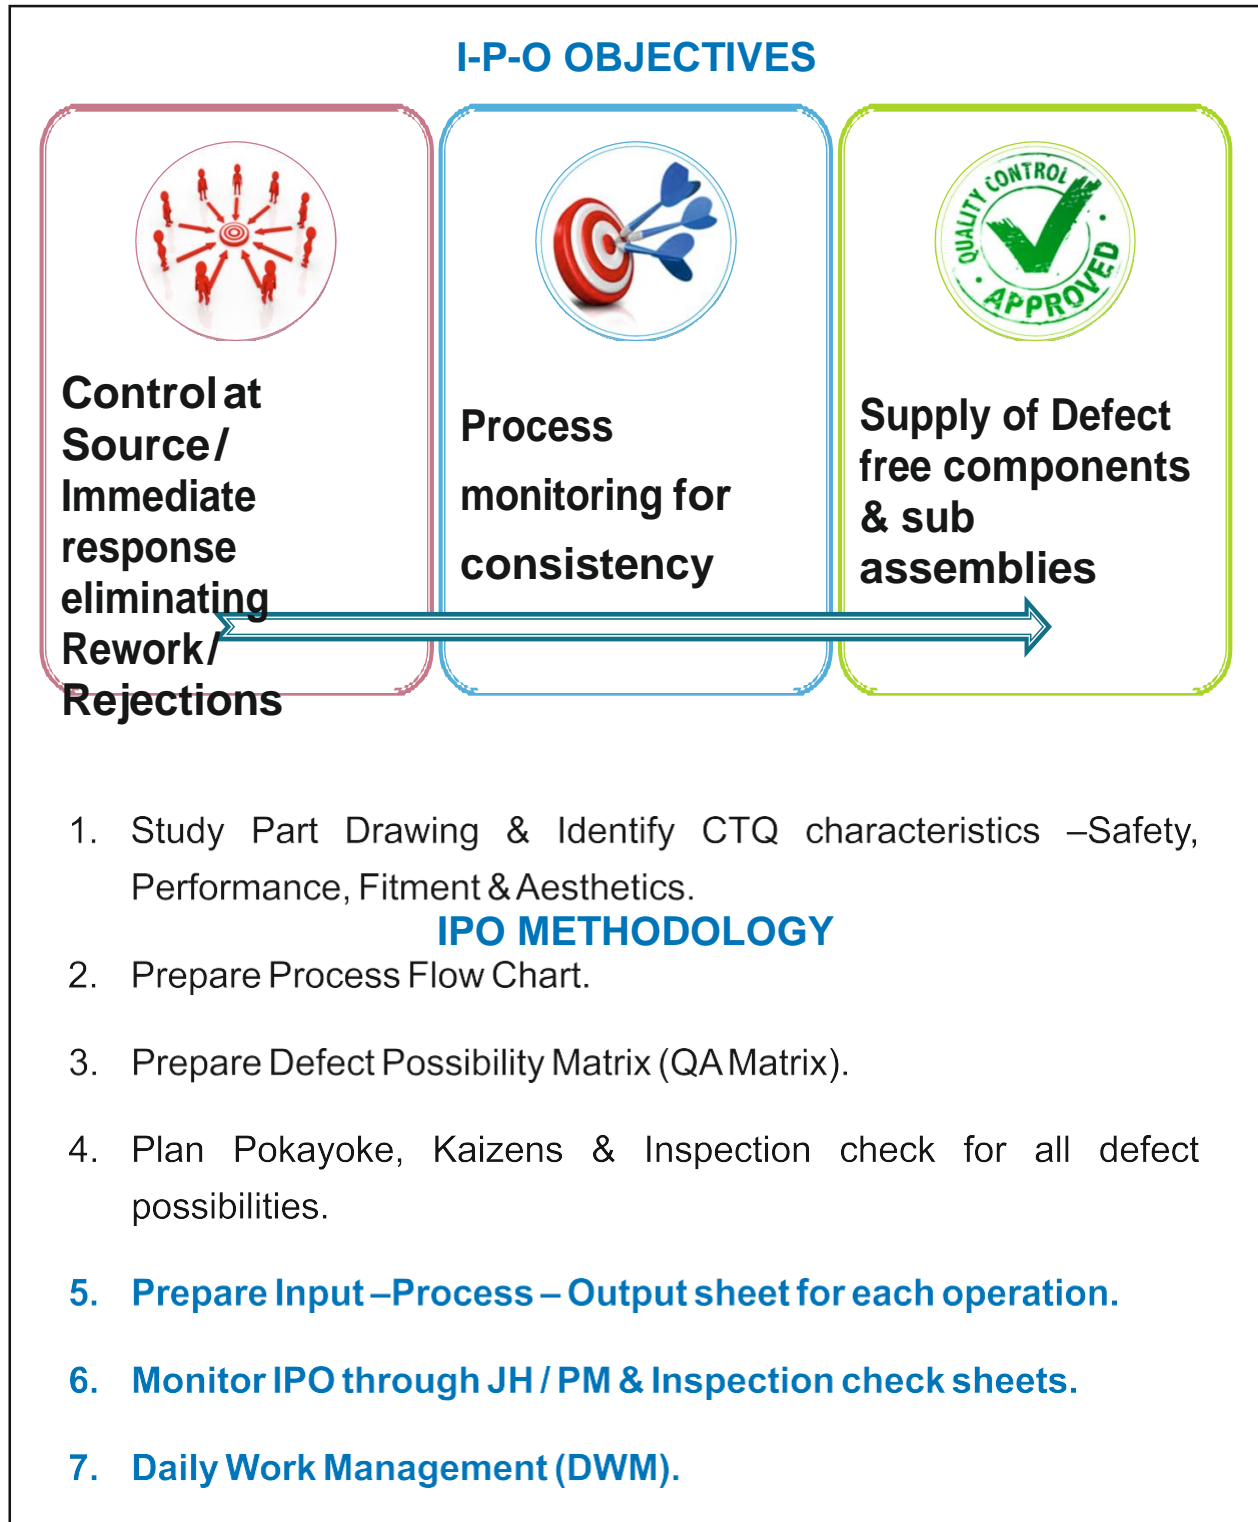 I-P-O OBJECTIVES
QUALITY CONTROL
APPROVED
Control at
Source /
Immediate
response
eliminating
Rework /
Rejections
Process
monitoring for
consistency
Supply of Defect
free components
& sub
assemblies
1. Study Part Drawing & Identify CTQ characteristics –Safety,
Performance, Fitment & Aesthetics.
IPO METHODOLOGY
2. Prepare Process Flow Chart.
3. Prepare Defect Possibility Matrix (QA Matrix).
4. Plan Pokayoke, Kaizens & Inspection check for all defect
possibilities.
5. Prepare Input –Process – Output sheet for each operation.
6. Monitor IPO through JH / PM & Inspection check sheets.
7. Daily Work Management (DWM).